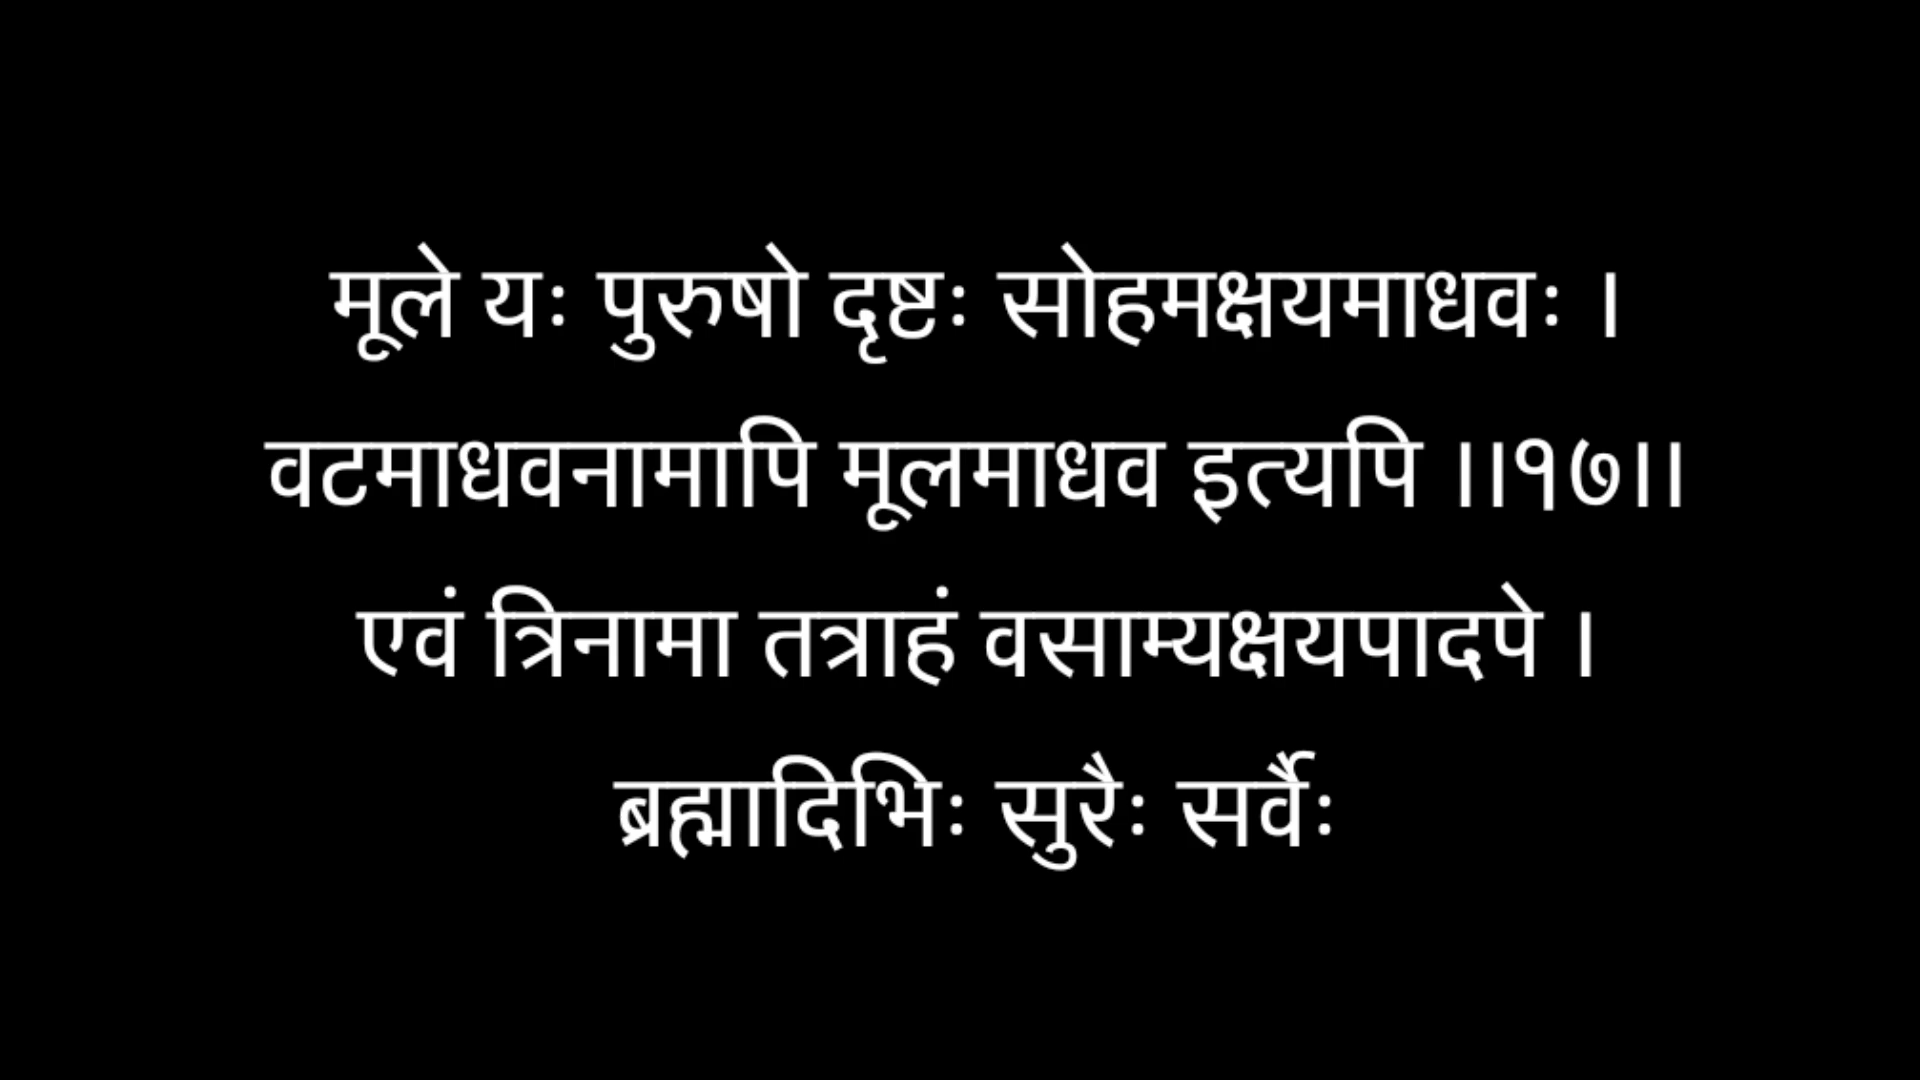 मूले यः पुरुषो दृष्टः सोहमक्षयमाधवः ।
वटमाधवनामापि मूलमाधव इत्यपि ।।१७।।
एवं त्रिनामा तत्राहं वसाम्यक्षयपादपे ।
ब्रह्मादिभिः सुरैः सर्वैः